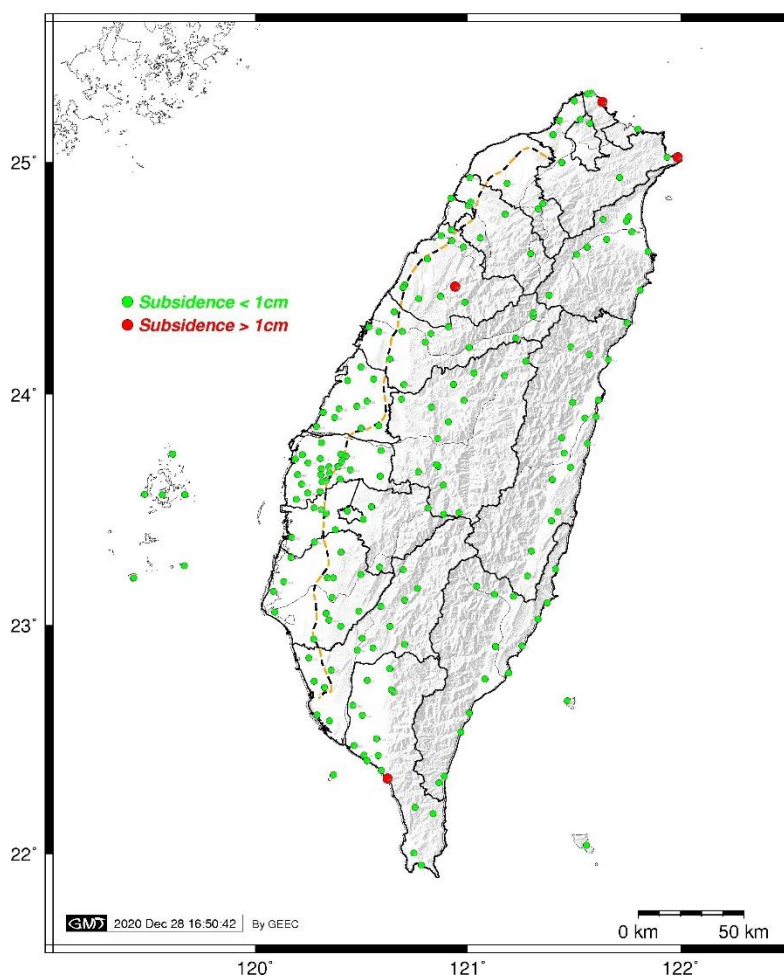 25°
Subsidence < 1cm
Subsidence > 1cm
24°
23°
22°
GMT 2020 Dec 28 16:50:42 By GEEC
0 km 50 km
120° 121° 122°